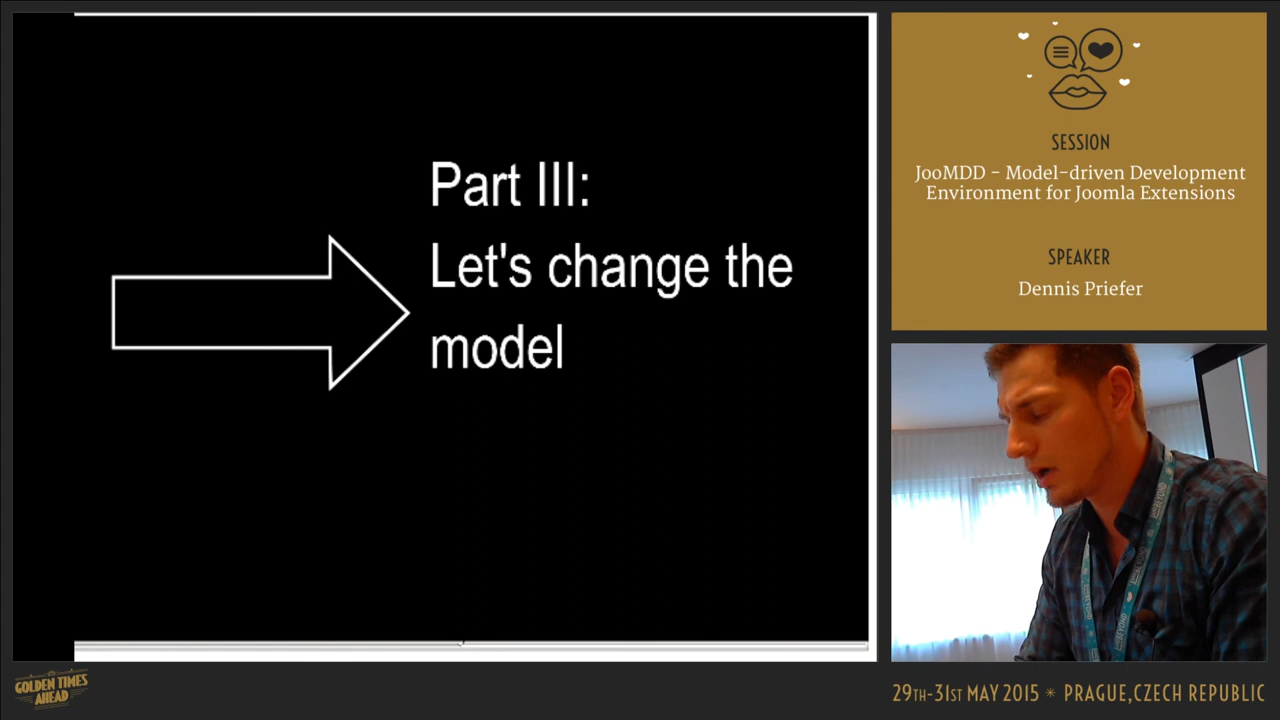 Part III:
Let's change the
model
SESSION
JooMDD - Model-driven Development
Environment for Joomla Extensions
SPEAKER
Dennis Priefer
GOLDEN TIMES
AHEAD
29TH-31ST MAY 2015 * PRAGUE,CZECH REPUBLIC